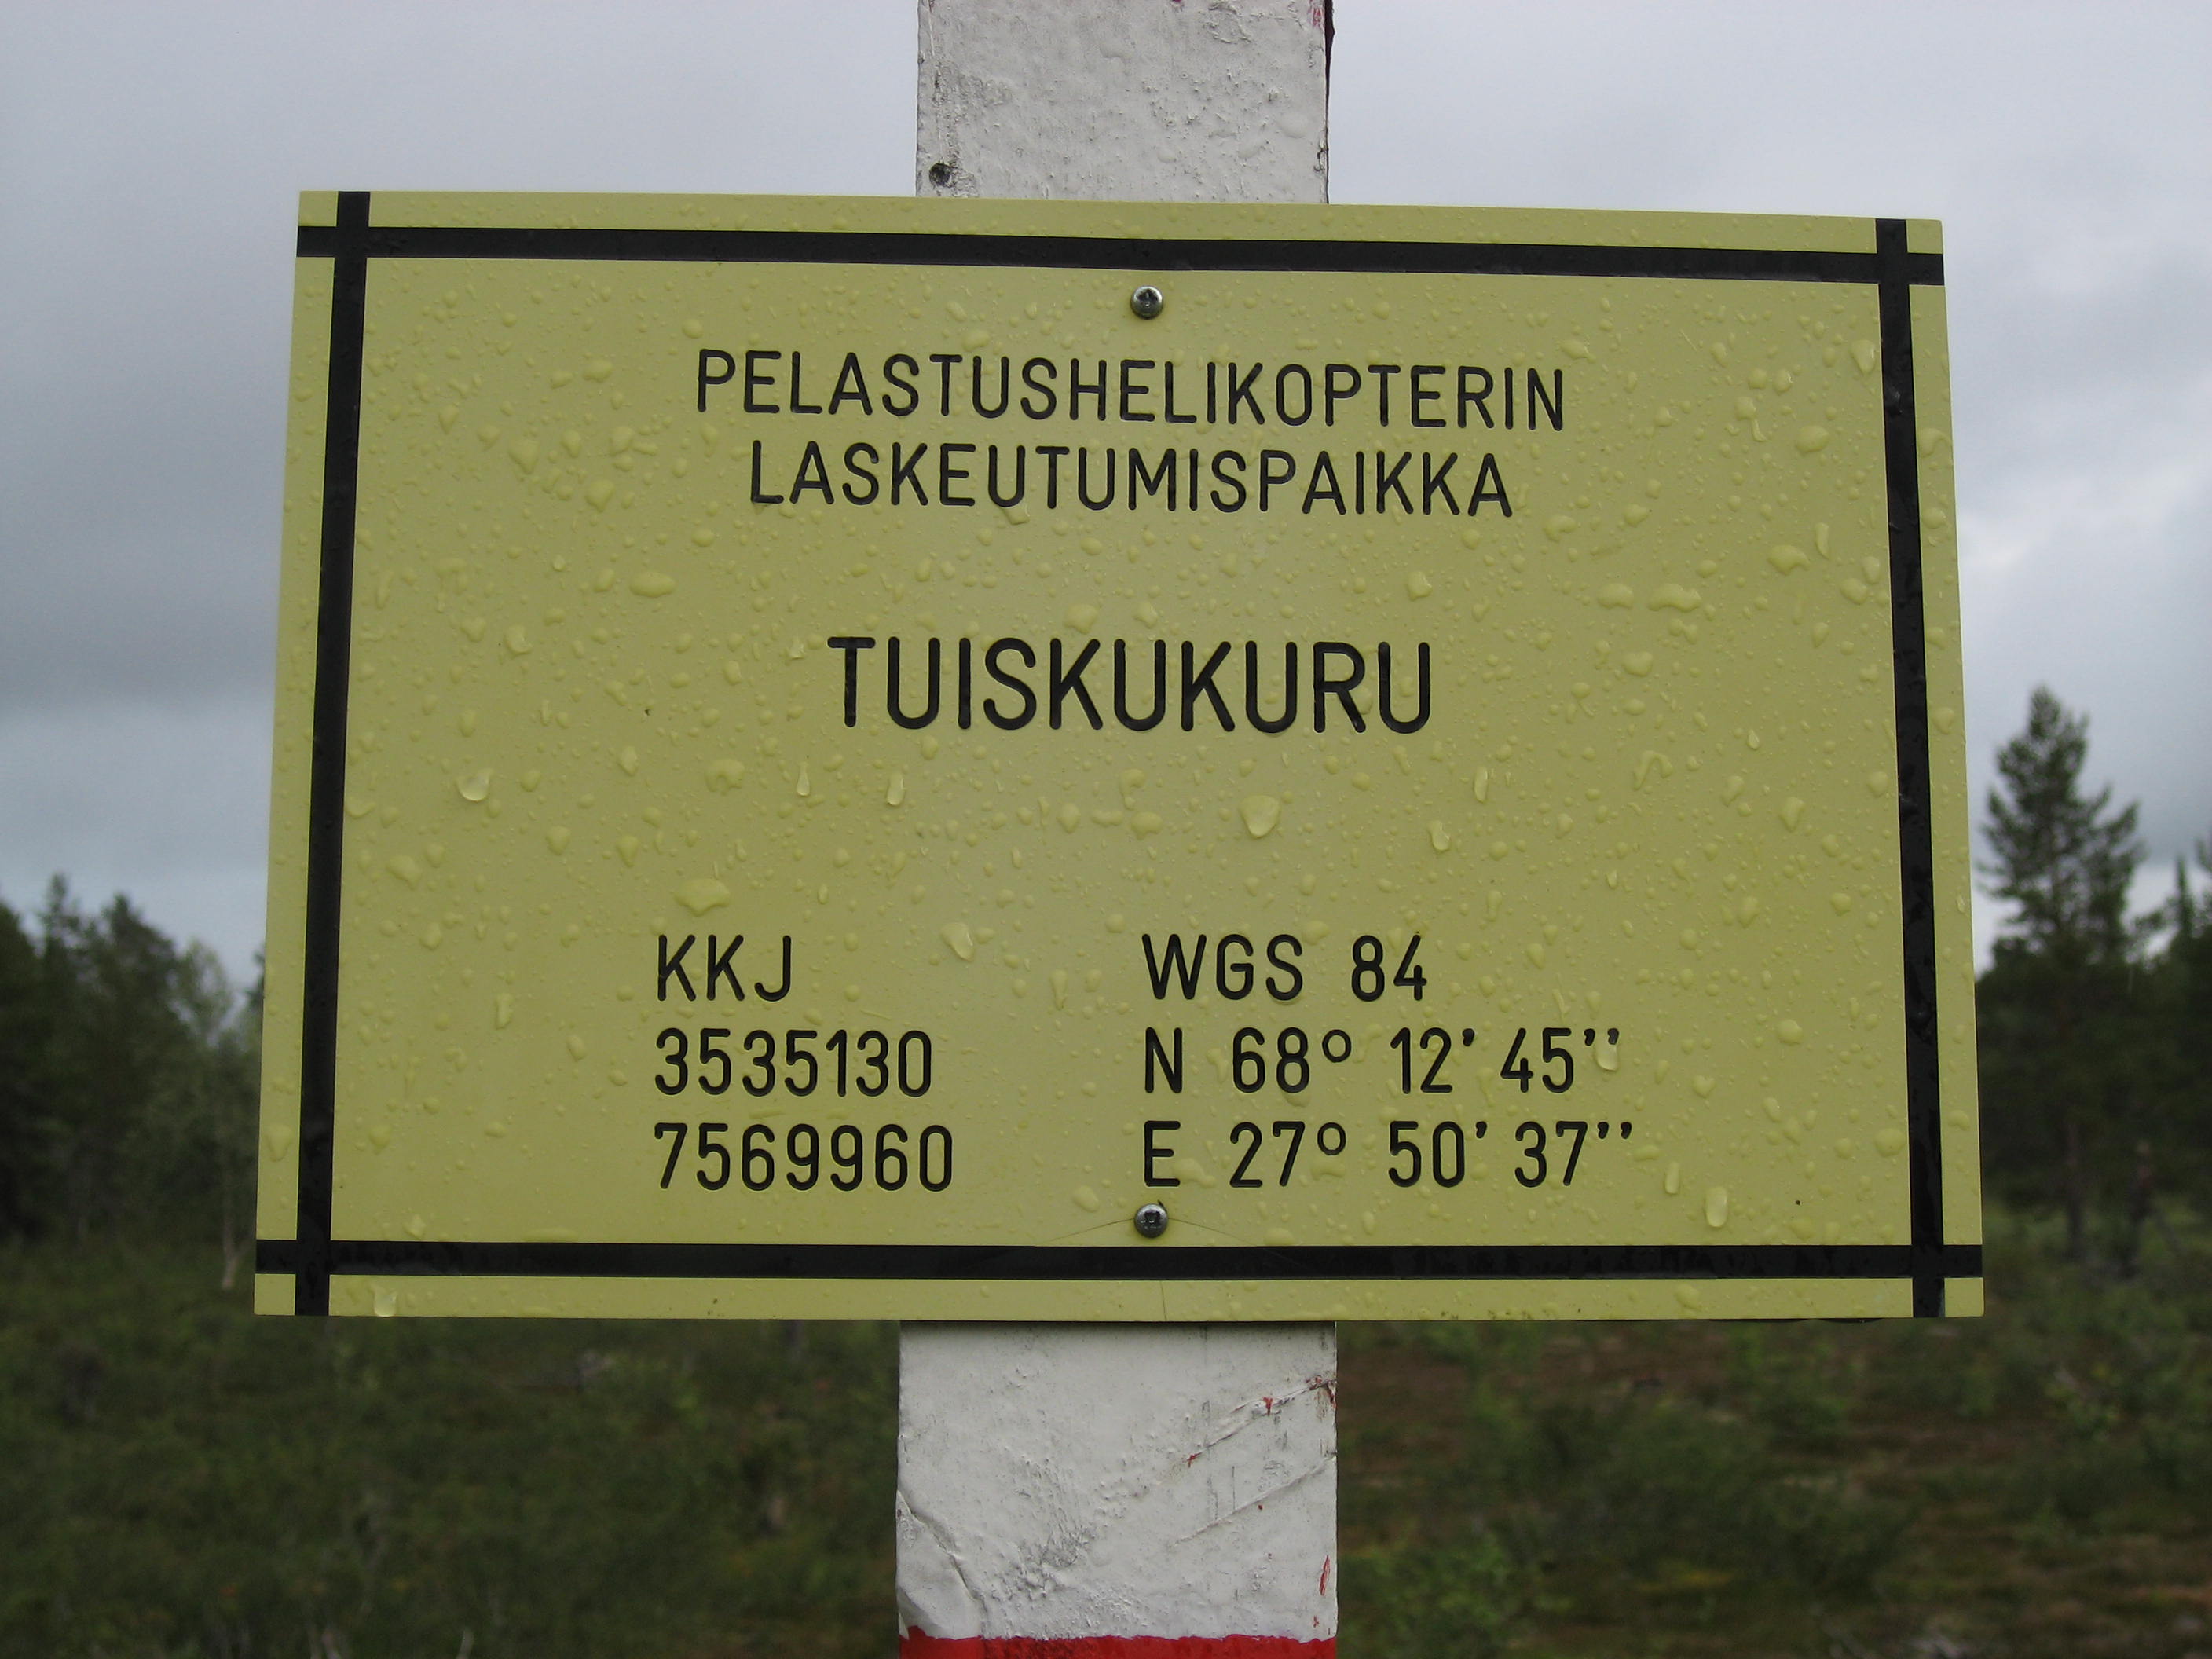 PELASTUSHELIKOPTERIN
LASKEUTUMISPAIKKA
TUISKUKURU
KKJ
3535130
7569960
WGS 84
N 68° 12’ 45’’
E 27° 50’ 37’’